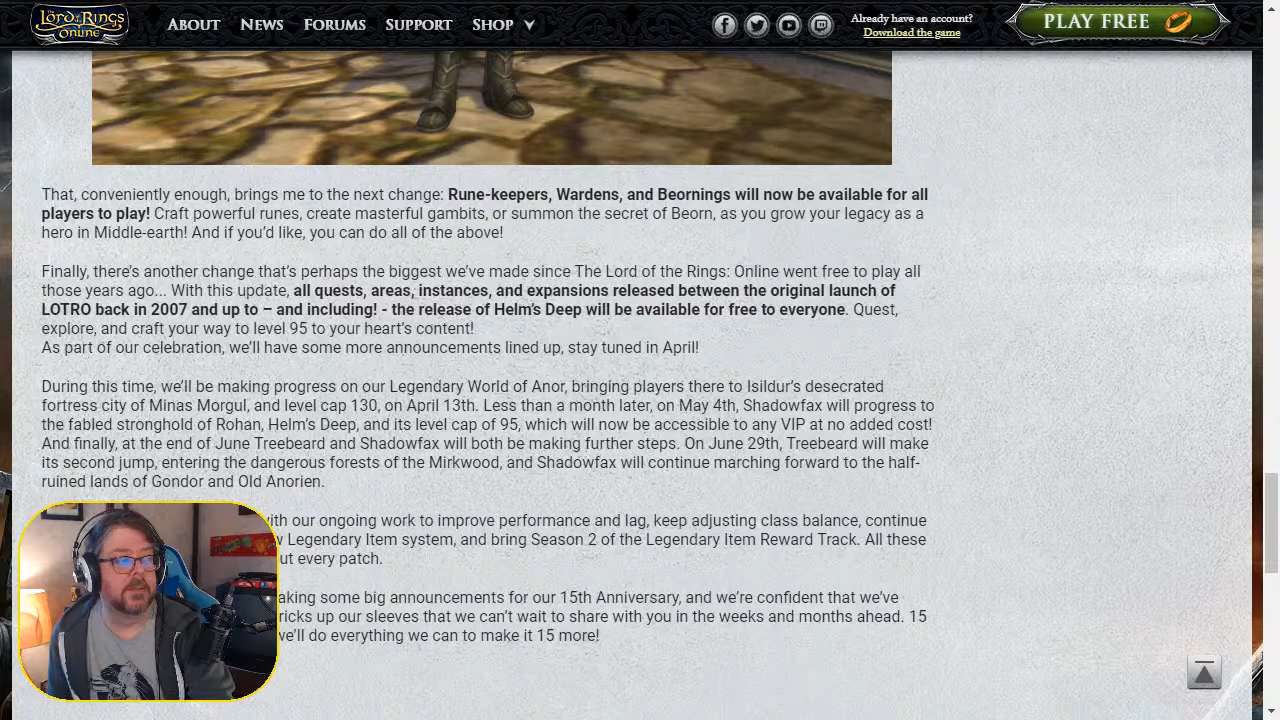 The Lord of the Rings Online
About News Forums Support Shop
Already have an account?
Download the game
PLAY FREE
That, conveniently enough, brings me to the next change: Rune-keepers, Wardens, and Beornings will now be available for all
players to play! Craft powerful runes, create masterful gambits, or summon the secret of Beorn, as you grow your legacy as a
hero in Middle-earth! And if you'd like, you can do all of the above!
Finally, there's another change that's perhaps the biggest we've made since The Lord of the Rings: Online went free to play all
those years ago... With this update, all quests, areas, instances, and expansions released between the original launch of
LOTRO back in 2007 and up to – and including! - the release of Helm's Deep will be available for free to everyone. Quest,
explore, and craft your way to level 95 to your heart's content!
As part of our celebration, we'll have some more announcements lined up, stay tuned in April!
During this time, we'll be making progress on our Legendary World of Anor, bringing players there to Isildur's desecrated
fortress city of Minas Morgul, and level cap 130, on April 13th. Less than a month later, on May 4th, Shadowfax will progress to
the fabled stronghold of Rohan, Helm's Deep, and its level cap of 95, which will now be accessible to any VIP at no added cost!
And finally, at the end of June Treebeard and Shadowfax will both be making further steps. On June 29th, Treebeard will make
its second jump, entering the dangerous forests of the Mirkwood, and Shadowfax will continue marching forward to the half-
ruined lands of Gondor and Old Anorien.
with our ongoing work to improve performance and lag, keep adjusting class balance, continue
Legendary Item system, and bring Season 2 of the Legendary Item Reward Track. All these
ut every patch.
aking some big announcements for our 15th Anniversary, and we're confident that we've
ricks up our sleeves that we can't wait to share with you in the weeks and months ahead. 15
we'll do everything we can to make it 15 more!